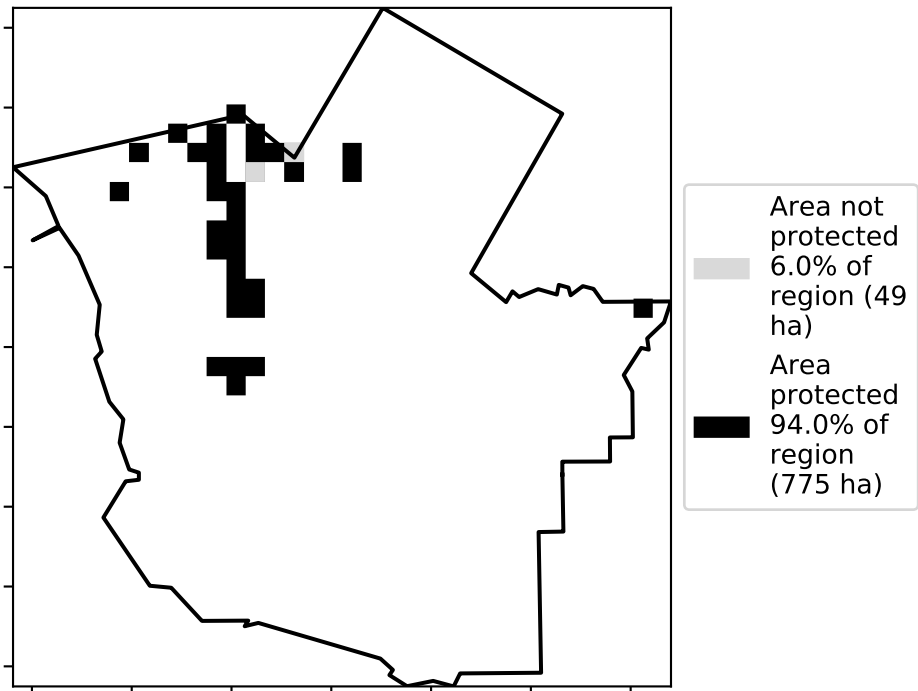 Area not
protected
6.0% of
region (49
ha)
Area
protected
94.0% of
region
(775 ha)